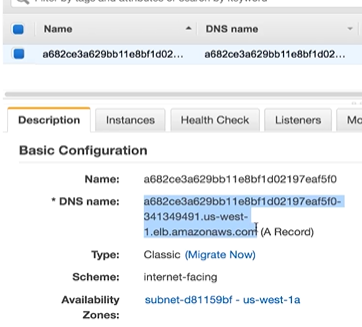 Filter by tags and attributes or search by keyword
Name DNS name
a682ce3a629bb11e8bf1d02... a682ce3a629bb11e8bf1d02...
Description Instances Health Check Listeners Mo
Basic Configuration
Name: a682ce3a629bb11e8bf1d02197eaf5f0
* DNS name: a682ce3a629bb11e8bf1d02197eaf5f0-
341349491.us-west-
1.elb.amazonaws.com (A Record)
Type: Classic (Migrate Now)
Scheme: internet-facing
Availability subnet-d81159bf - us-west-1a
Zones: